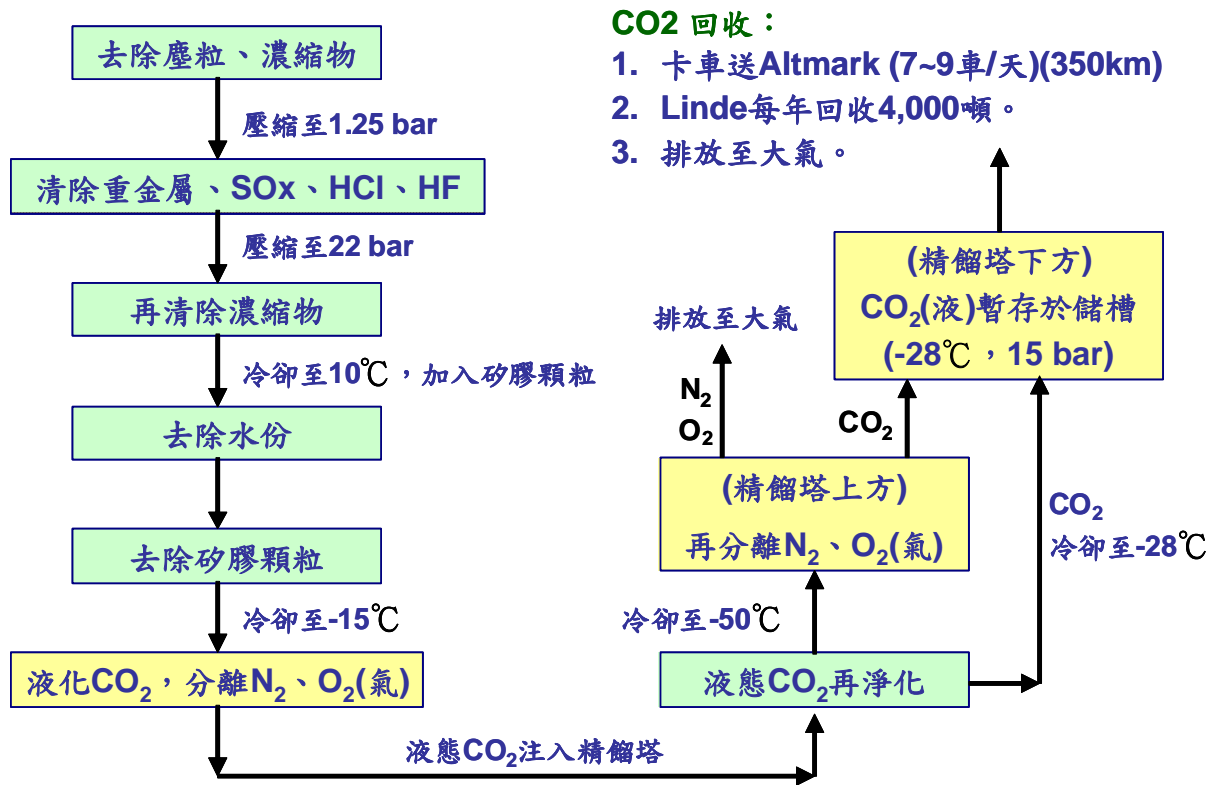 去除塵粒、濃縮物
壓縮至1.25 bar
清除重金屬、SOx、HCl、HF
壓縮至22 bar
再清除濃縮物
冷卻至10℃，加入矽膠顆粒
去除水份
去除矽膠顆粒
冷卻至-15℃
液化CO₂，分離N₂、O₂(氣)
液態CO₂注入精餾塔
液態CO₂再淨化
冷卻至-50℃
(精餾塔上方)
再分離N₂、O₂(氣)
N₂
O₂
排放至大氣
CO₂
CO₂
冷卻至-28℃
(精餾塔下方)
CO₂(液)暫存於儲槽
(-28℃，15 bar)
CO2 回收：
1. 卡車送Altmark (7~9車/天)(350km)
2. Linde每年回收4,000噸。
3. 排放至大氣。